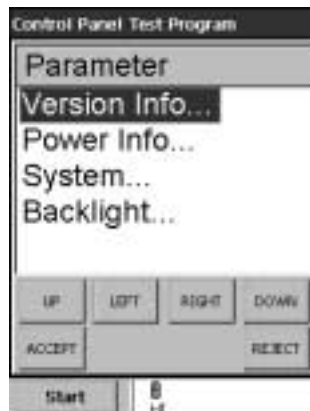 Control Panel Test Program
Parameter
Version Info...
Power Info...
System...
Backlight...
UP LEFT RIGHT DOWN
ACCEPT REJECT
Start